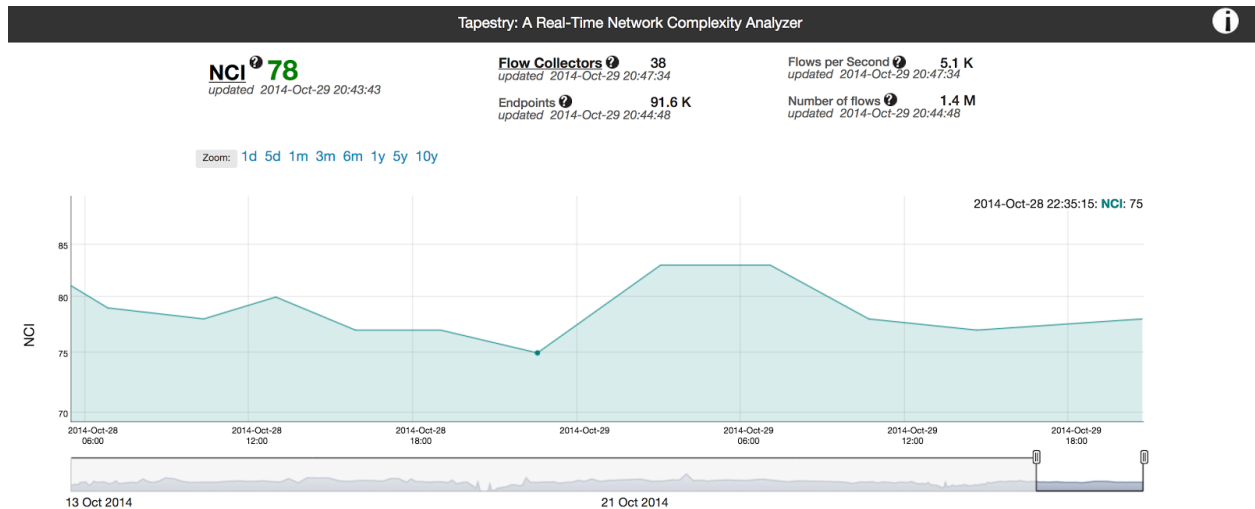 Tapestry: A Real-Time Network Complexity Analyzer
i
NCI ? 78
updated 2014-Oct-29 20:43:43
Flow Collectors ? 38
updated 2014-Oct-29 20:47:34
Endpoints ? 91.6 K
updated 2014-Oct-29 20:44:48
Flows per Second ? 5.1 K
updated 2014-Oct-29 20:47:34
Number of flows ? 1.4 M
updated 2014-Oct-29 20:44:48
Zoom: 1d 5d 1m 3m 6m 1y 5y 10y
2014-Oct-28 22:35:15: NCI: 75
85
80
75
70
NCI
2014-Oct-28 06:00
2014-Oct-28 12:00
2014-Oct-28 18:00
2014-Oct-29
2014-Oct-29 06:00
2014-Oct-29 12:00
2014-Oct-29 18:00
13 Oct 2014
21 Oct 2014